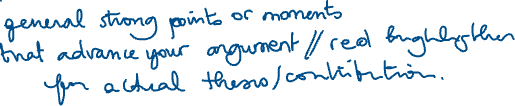 general strong points or moments
that advance your argument // red highlighter
for actual thesis/contribution.